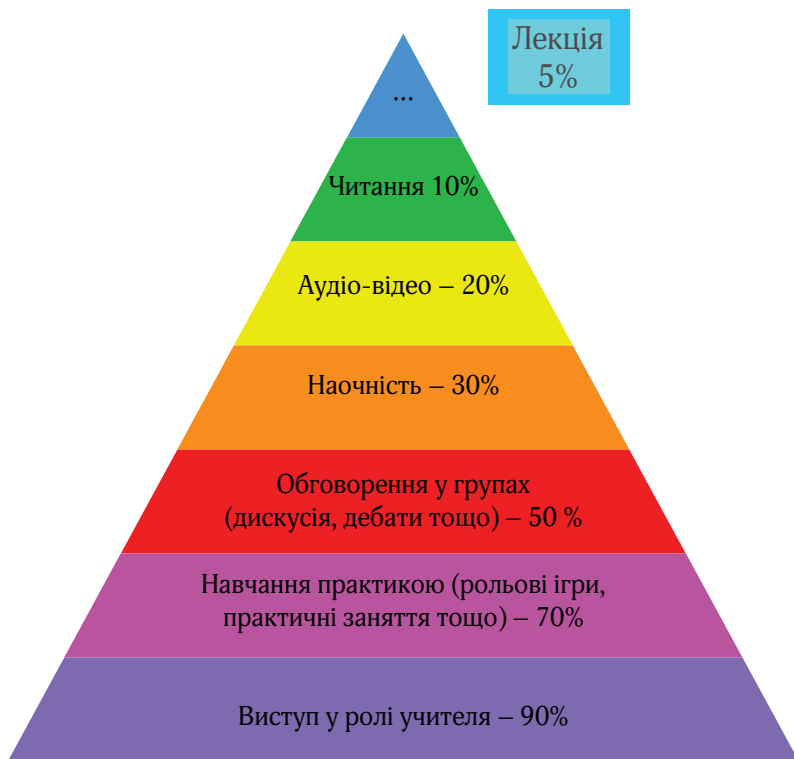 Лекція
5%
...
Читання 10%
Аудіо-відео – 20%
Наочність – 30%
Обговорення у групах
(дискусія, дебати тощо) – 50 %
Навчання практикою (рольові ігри,
практичні заняття тощо) – 70%
Виступ у ролі учителя – 90%